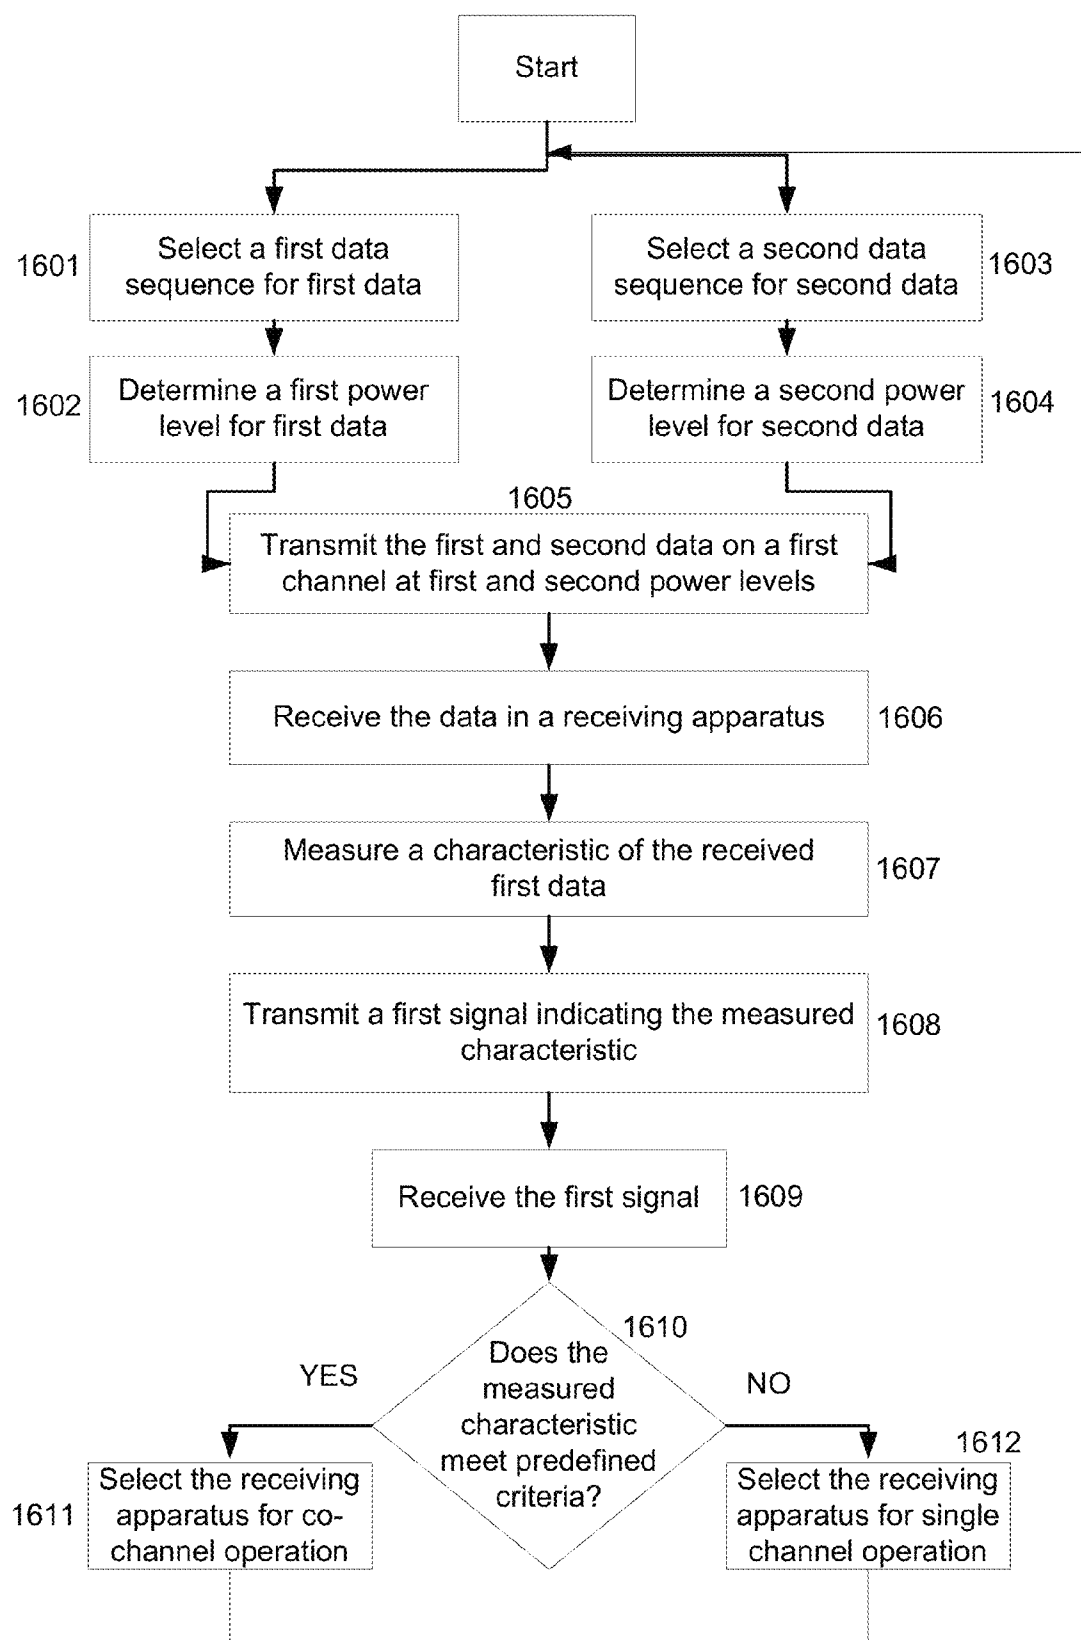 Start
1601
Select a first data
sequence for first data
Select a second data
sequence for second data
1603
1602
Determine a first power
level for first data
Determine a second power
level for second data
1604
1605
Transmit the first and second data on a first
channel at first and second power levels
Receive the data in a receiving apparatus
1606
Measure a characteristic of the received
first data
1607
Transmit a first signal indicating the measured
characteristic
1608
Receive the first signal
1609
1610
Does the
measured
characteristic
meet predefined
criteria?
YES
NO
1611
Select the receiving
apparatus for co-
channel operation
1612
Select the receiving
apparatus for single
channel operation